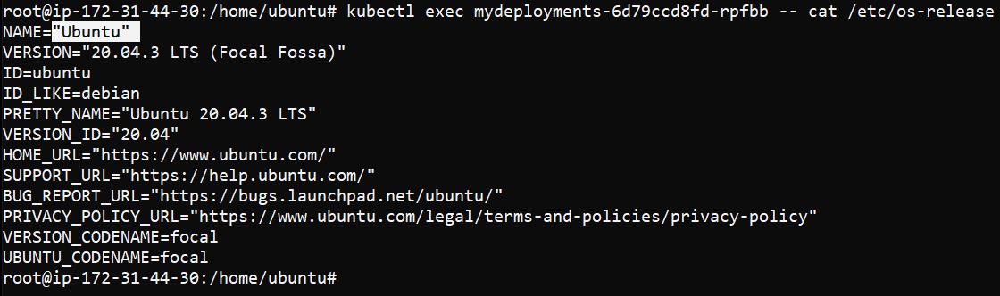 root@ip-172-31-44-30:/home/ubuntu# kubectl exec mydeployments-6d79ccd8fd-rpfbb -- cat /etc/os-release
NAME="Ubuntu"
VERSION="20.04.3 LTS (Focal Fossa)"
ID=ubuntu
ID_LIKE=debian
PRETTY_NAME="Ubuntu 20.04.3 LTS"
VERSION_ID="20.04"
HOME_URL="https://www.ubuntu.com/"
SUPPORT_URL="https://help.ubuntu.com/"
BUG_REPORT_URL="https://bugs.launchpad.net/ubuntu/"
PRIVACY_POLICY_URL="https://www.ubuntu.com/legal/terms-and-policies/privacy-policy"
VERSION_CODENAME=focal
UBUNTU_CODENAME=focal
root@ip-172-31-44-30:/home/ubuntu#